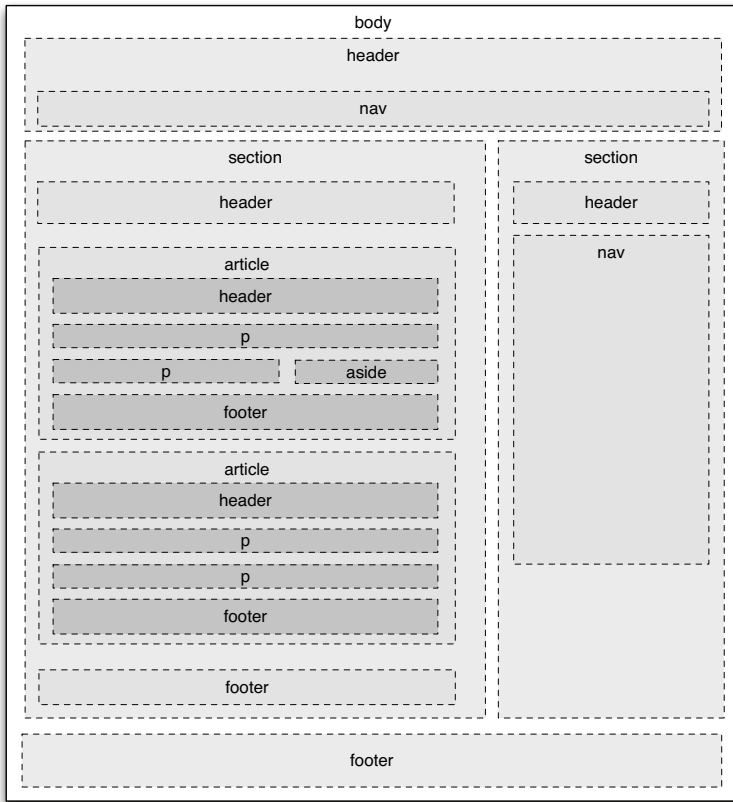 body
header
nav
section
header
article
header
p
p
aside
footer
article
header
p
p
footer
footer
section
header
nav
footer